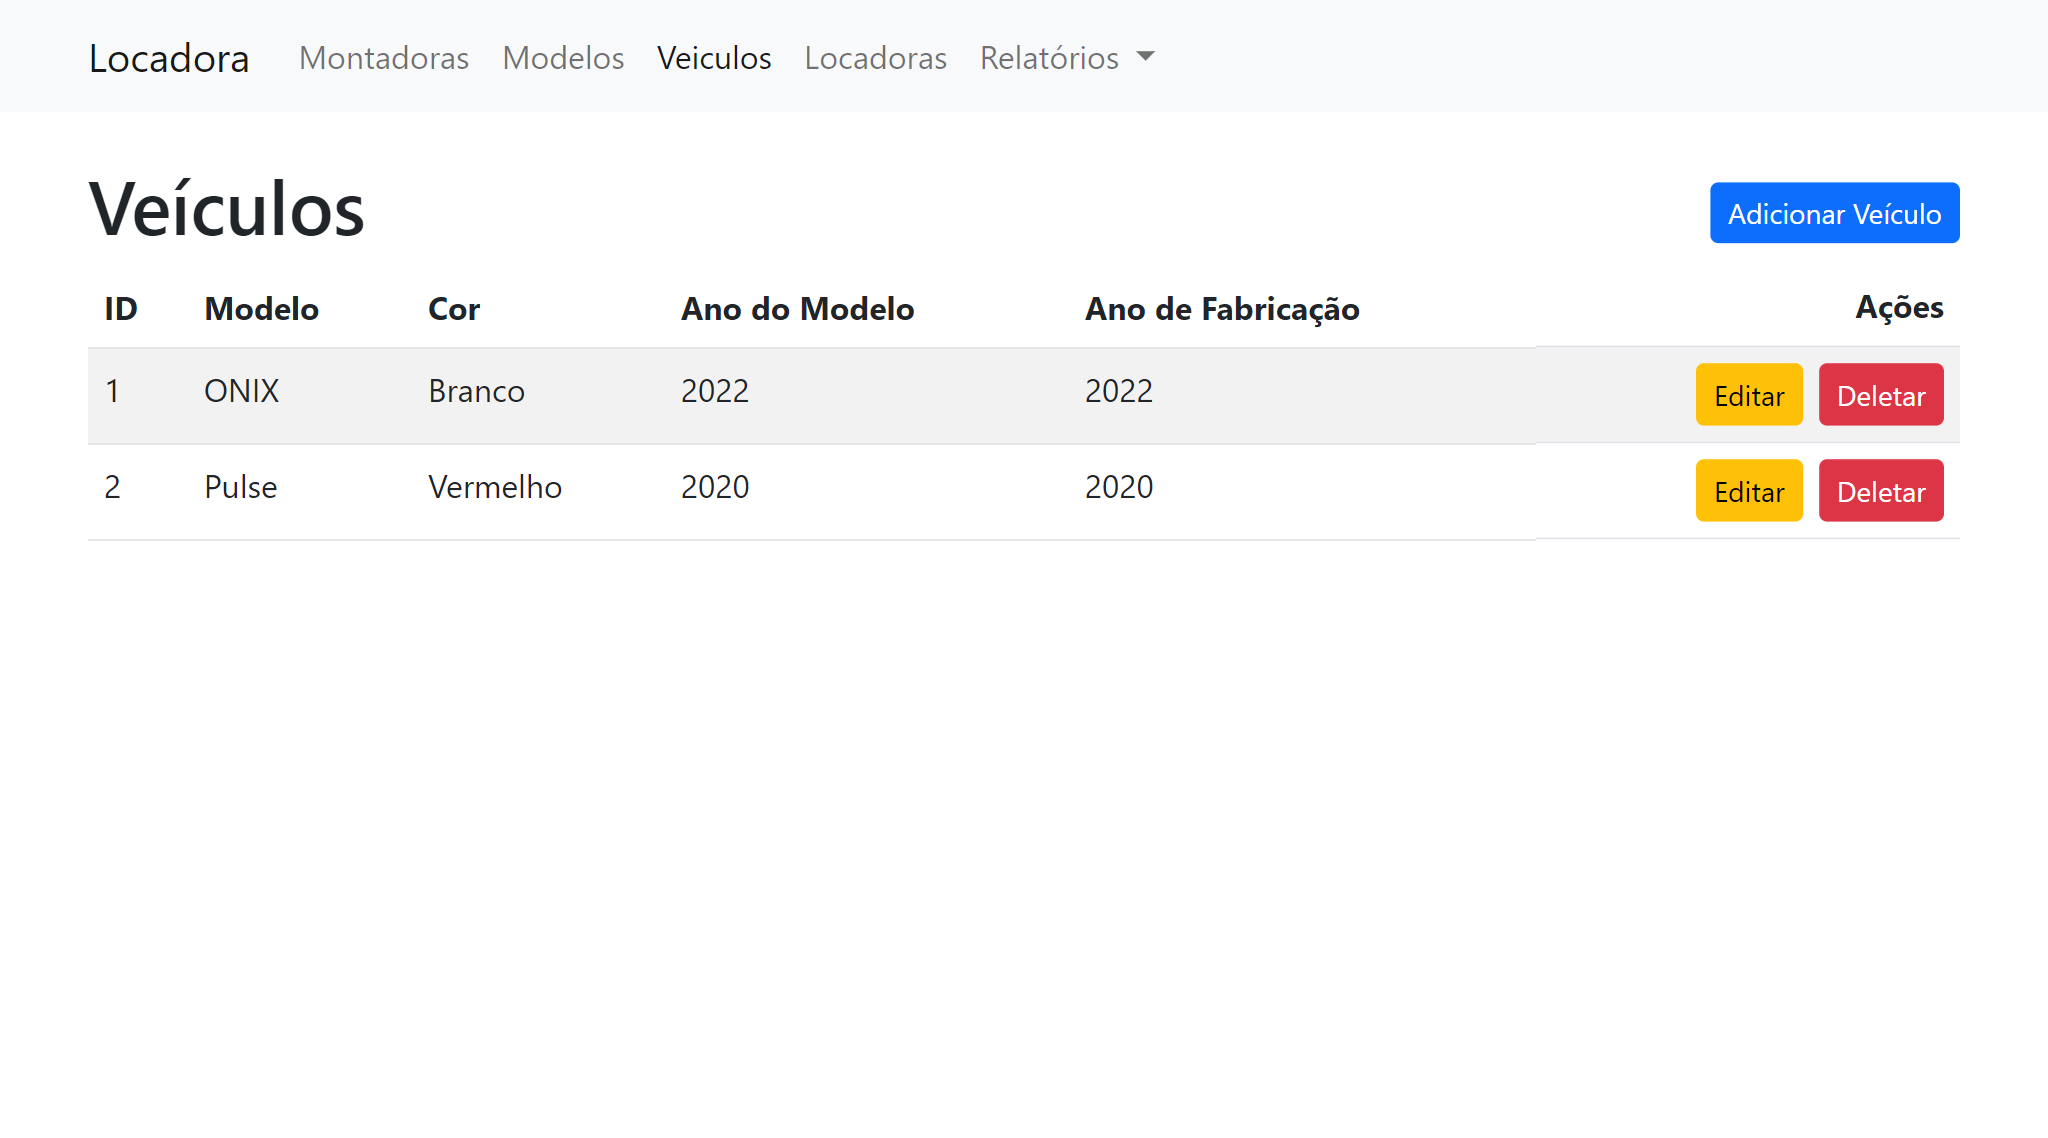 Locadora Montadoras Modelos Veiculos Locadoras Relatórios
Veículos Adicionar Veículo
ID Modelo Cor Ano do Modelo Ano de Fabricação Ações
1 ONIX Branco 2022 2022 Editar Deletar
2 Pulse Vermelho 2020 2020 Editar Deletar